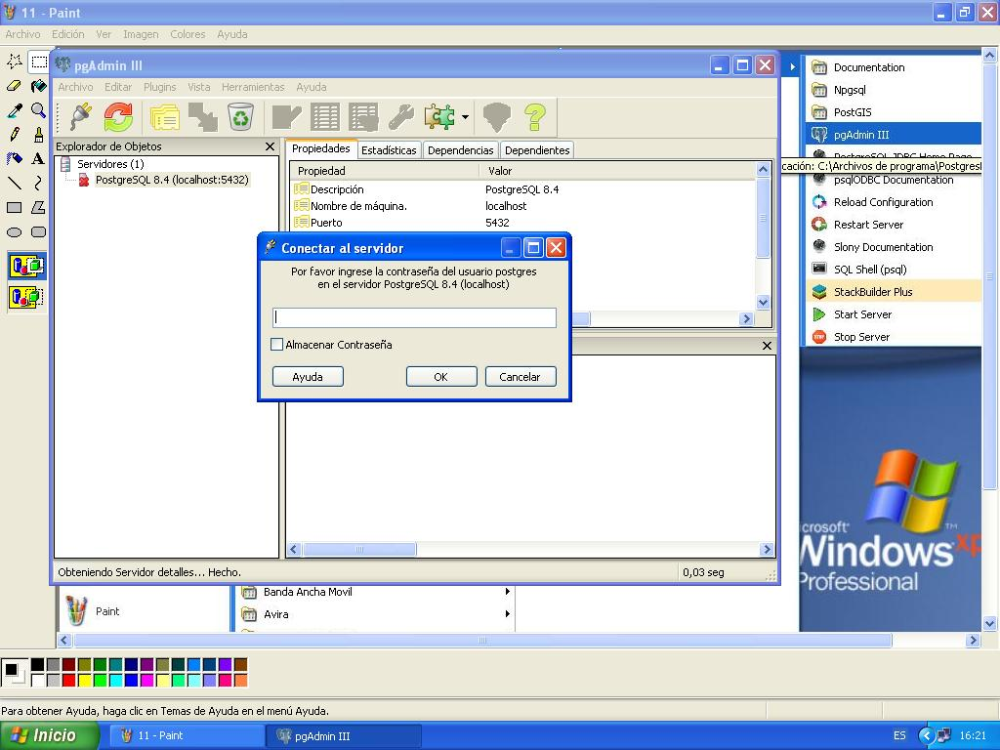 11 - Paint
Archivo Edición Ver Imagen Colores Ayuda
pgAdmin III
Archivo Editar Plugins Vista Herramientas Ayuda
Explorador de Objetos
Servidores (1)
PostgreSQL 8.4 (localhost:5432)
Propiedades Estadísticas Dependencias Dependientes
Propiedad Valor
Descripción PostgreSQL 8.4
Nombre de máquina. localhost
Puerto 5432
Conectar al servidor
Por favor ingrese la contraseña del usuario postgres
en el servidor PostgreSQL 8.4 (localhost)
Almacenar Contraseña
Ayuda OK Cancelar
Obteniendo Servidor detalles... Hecho. 0,03 seg
Documentation
Npgsql
PostGIS
pgAdmin III
PostgreSQL JDBC Home Page
cación: C:\Archivos de programa\Postgres
psqlODBC Documentation
Reload Configuration
Restart Server
Slony Documentation
SQL Shell (psql)
StackBuilder Plus
Start Server
STOP Stop Server
crosoft
Windows xp
Professional
Paint
Banda Ancha Movil
Avira
Para obtener Ayuda, haga clic en Temas de Ayuda en el menú Ayuda.
Inicio 11 - Paint pgAdmin III ES 16:21